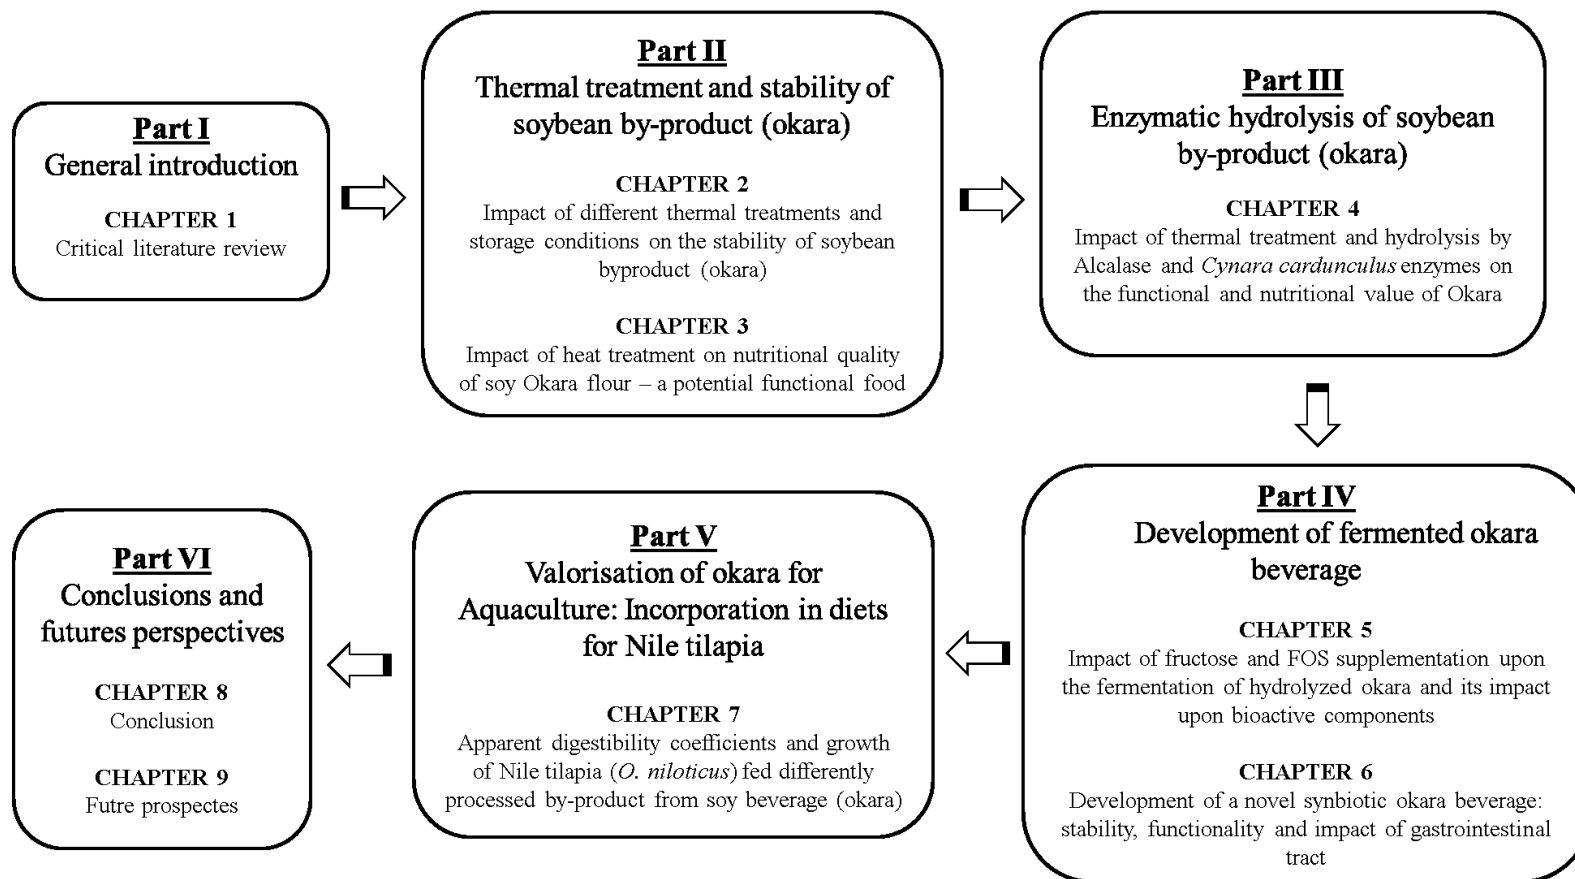 Part I
General introduction
CHAPTER 1
Critical literature review
Part II
Thermal treatment and stability of
soybean by-product (okara)
CHAPTER 2
Impact of different thermal treatments and
storage conditions on the stability of soybean
byproduct (okara)
CHAPTER 3
Impact of heat treatment on nutritional quality
of soy Okara flour – a potential functional food
Part III
Enzymatic hydrolysis of soybean
by-product (okara)
CHAPTER 4
Impact of thermal treatment and hydrolysis by
Alcalase and Cynara cardunculus enzymes on
the functional and nutritional value of Okara
Part IV
Development of fermented okara
beverage
CHAPTER 5
Impact of fructose and FOS supplementation upon
the fermentation of hydrolyzed okara and its impact
upon bioactive components
CHAPTER 6
Development of a novel synbiotic okara beverage:
stability, functionality and impact of gastrointestinal
tract
Part V
Valorisation of okara for
Aquaculture: Incorporation in diets
for Nile tilapia
CHAPTER 7
Apparent digestibility coefficients and growth
of Nile tilapia (O. niloticus) fed differently
processed by-product from soy beverage (okara)
Part VI
Conclusions and
futures perspectives
CHAPTER 8
Conclusion
CHAPTER 9
Futre prospectes